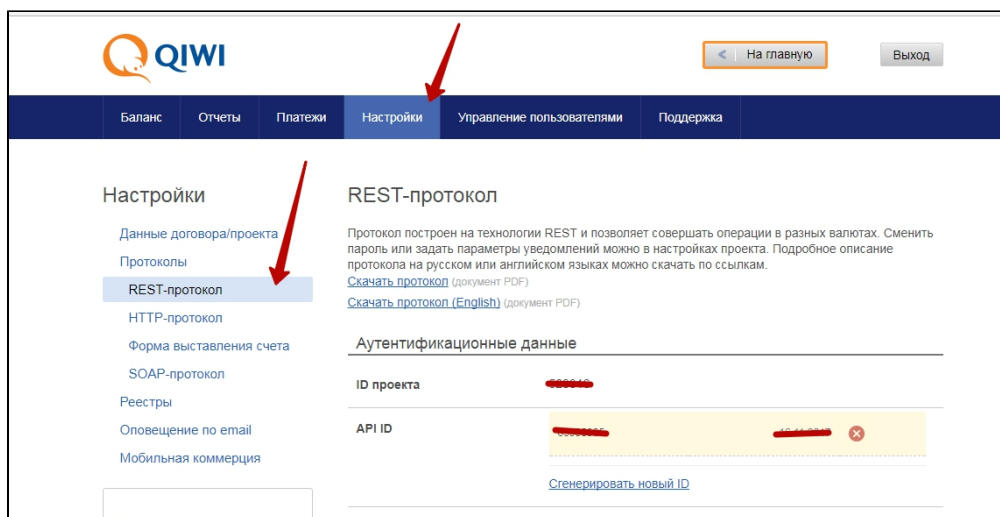 QIWI
На главную
Выход
Баланс Отчеты Платежи Настройки Управление пользователями Поддержка
Настройки
Данные договора/проекта
Протоколы
REST-протокол
HTTP-протокол
Форма выставления счета
SOAP-протокол
Реестры
Оповещение по email
Мобильная коммерция
REST-протокол
Протокол построен на технологии REST и позволяет совершать операции в разных валютах. Сменить
пароль или задать параметры уведомлений можно в настройках проекта. Подробное описание
протокола на русском или английском языках можно скачать по ссылкам.
Скачать протокол (документ PDF)
Скачать протокол (English) (документ PDF)
Аутентификационные данные
ID проекта
API ID
Сгенерировать новый ID